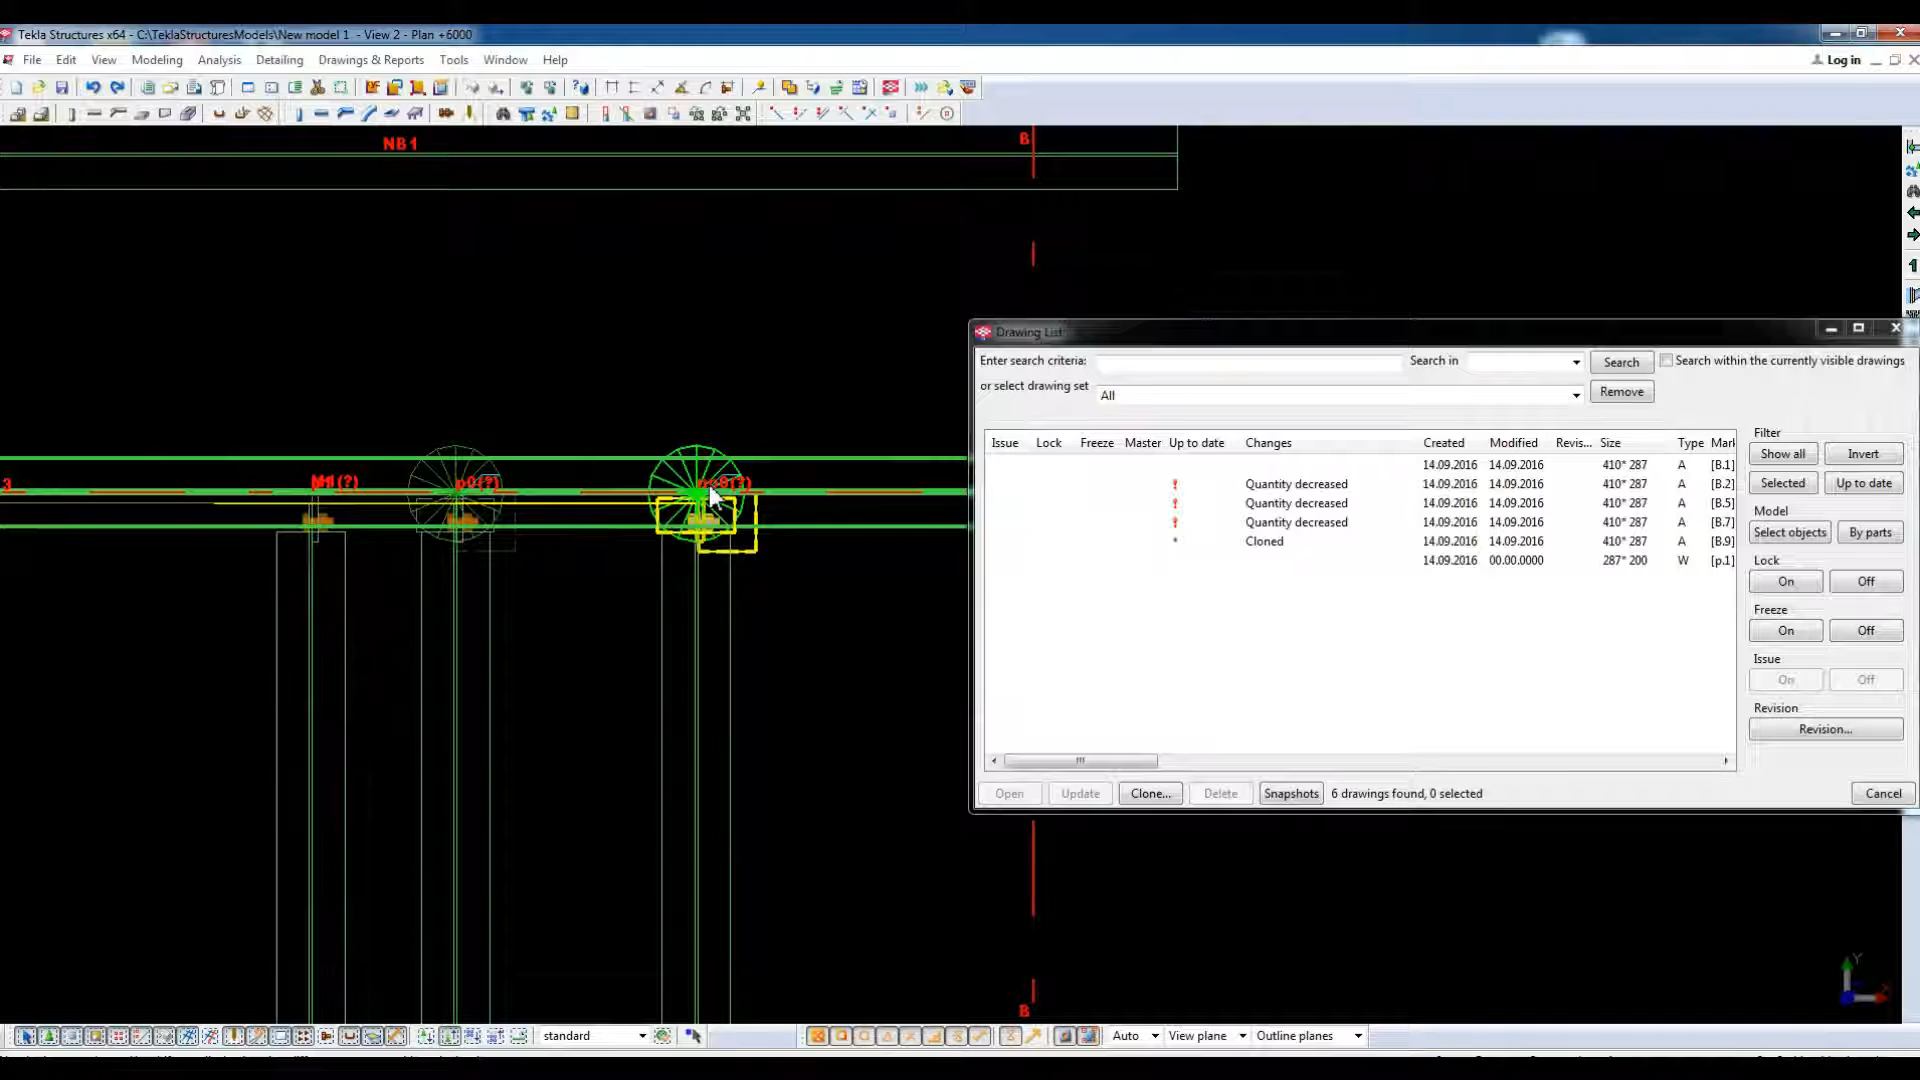 Tekla Structures x64 - C:\TeklaStructuresModels\New model 1 - View 2 - Plan +6000
File Edit View Modeling Analysis Detailing Drawings & Reports Tools Window Help
Log in
NB 1
B
Drawing List
Enter search criteria: Search in Search Search within the currently visible drawings
or select drawing set All Remove
Issue Lock Freeze Master Up to date Changes Created Modified Revis... Size Type Mark
14.09.2016 14.09.2016 410* 287 A [B.1]
! Quantity decreased 14.09.2016 14.09.2016 410* 287 A [B.2]
! Quantity decreased 14.09.2016 14.09.2016 410* 287 A [B.5]
! Quantity decreased 14.09.2016 14.09.2016 410* 287 A [B.7]
* Cloned 14.09.2016 14.09.2016 410* 287 A [B.9]
14.09.2016 00.00.0000 287* 200 W [p.1]
Filter
Show all Invert
Selected Up to date
Model
Select objects By parts
Lock
On Off
Freeze
On Off
Issue
On Off
Revision
Revision...
Open Update Clone... Delete Snapshots 6 drawings found, 0 selected Cancel
3
(?)
p0(?)
(?)
B
Y
standard Auto View plane Outline planes